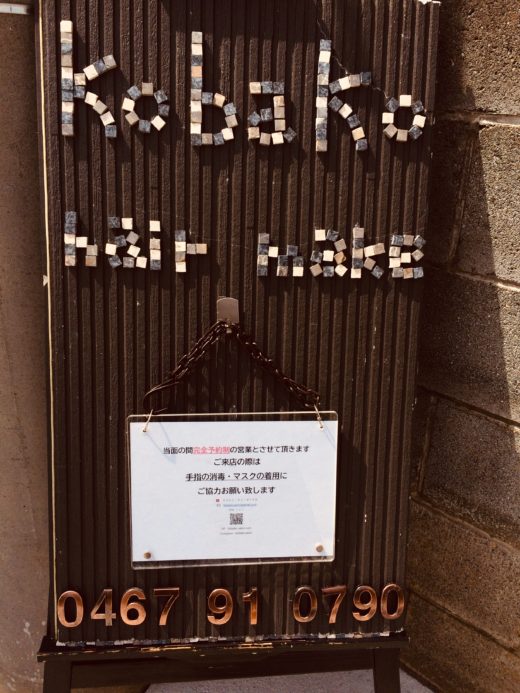 kobako
hair make
当面の間完全予約制の営業とさせて頂きます
ご来店の際は
手指の消毒・マスクの着用に
ご協力お願い致します
0467 91 0790